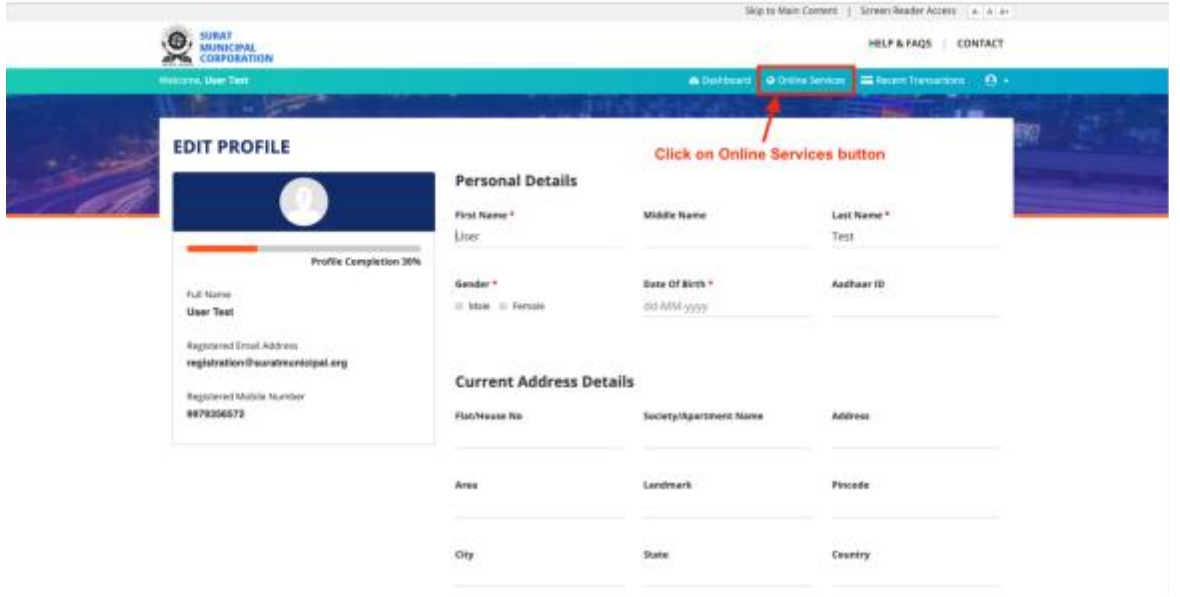 Skip to Main Content | Screen Reader Access A- A A+
SURAT
MUNICIPAL
CORPORATION
HELP & FAQS | CONTACT
Welcome, User Test
Dashboard Online Services Recent Transactions
EDIT PROFILE
Click on Online Services button
Personal Details
First Name * Middle Name Last Name *
User Test
Profile Completion 30%
Gender * Date Of Birth * Aadhaar ID
Male Female dd-MM-yyyy
Full Name
User Test
Registered Email Address
registration@suratmunicipal.org
Registered Mobile Number
9979356572
Current Address Details
Flat/House No Society/Apartment Name Address
Area Landmark Pincode
City State Country